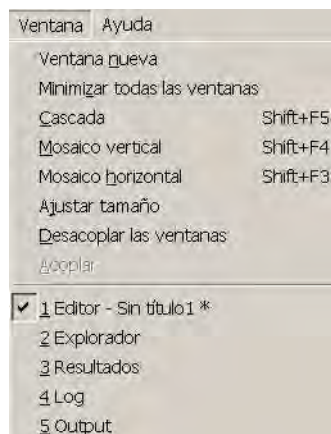 Ventana Ayuda
Ventana nueva
Minimizar todas las ventanas
Cascada Shift+F5
Mosaico vertical Shift+F4
Mosaico horizontal Shift+F3
Ajustar tamaño
Desacoplar las ventanas
Acoplar
✔ 1 Editor - Sin título1 *
2 Explorador
3 Resultados
4 Log
5 Output